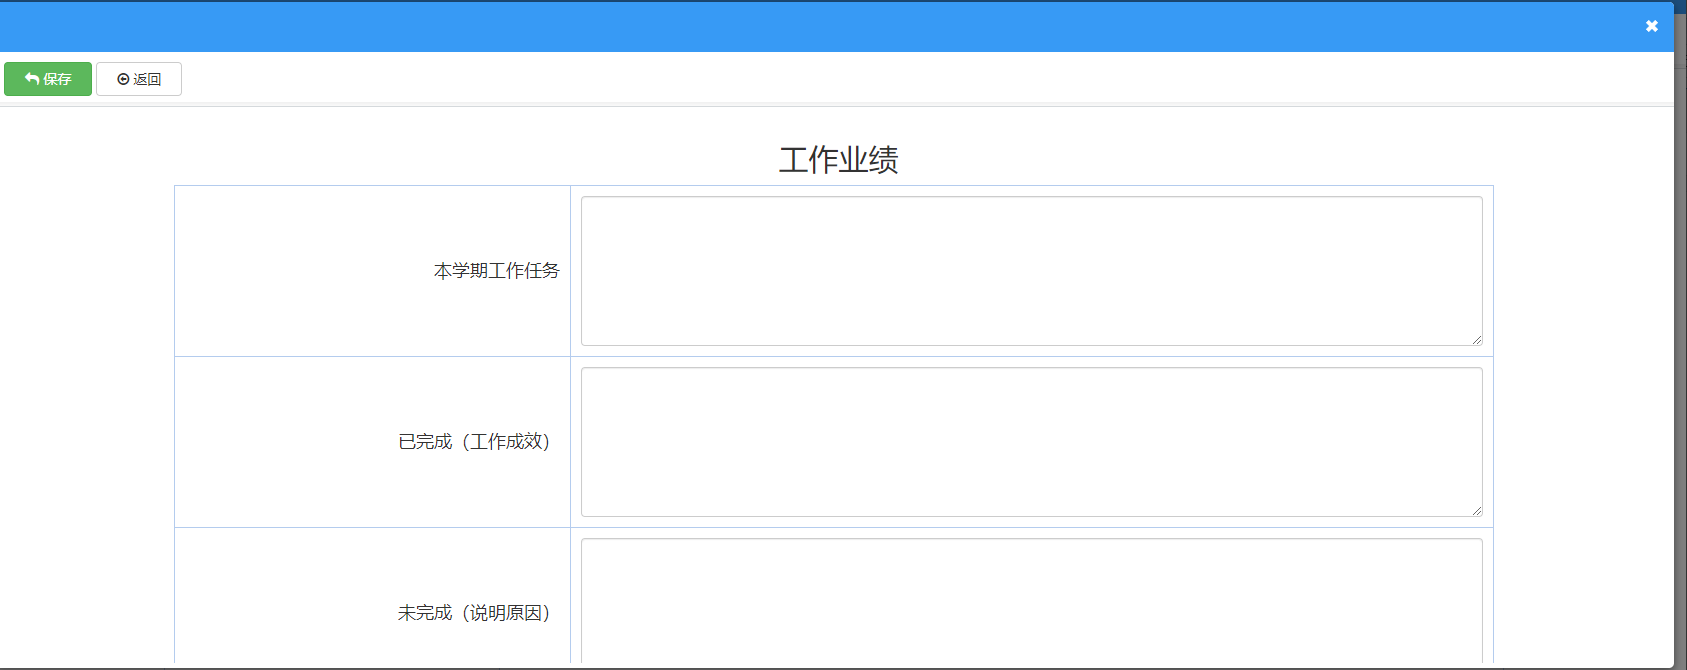 保存 返回
工作业绩
本学期工作任务
已完成（工作成效）
未完成（说明原因）